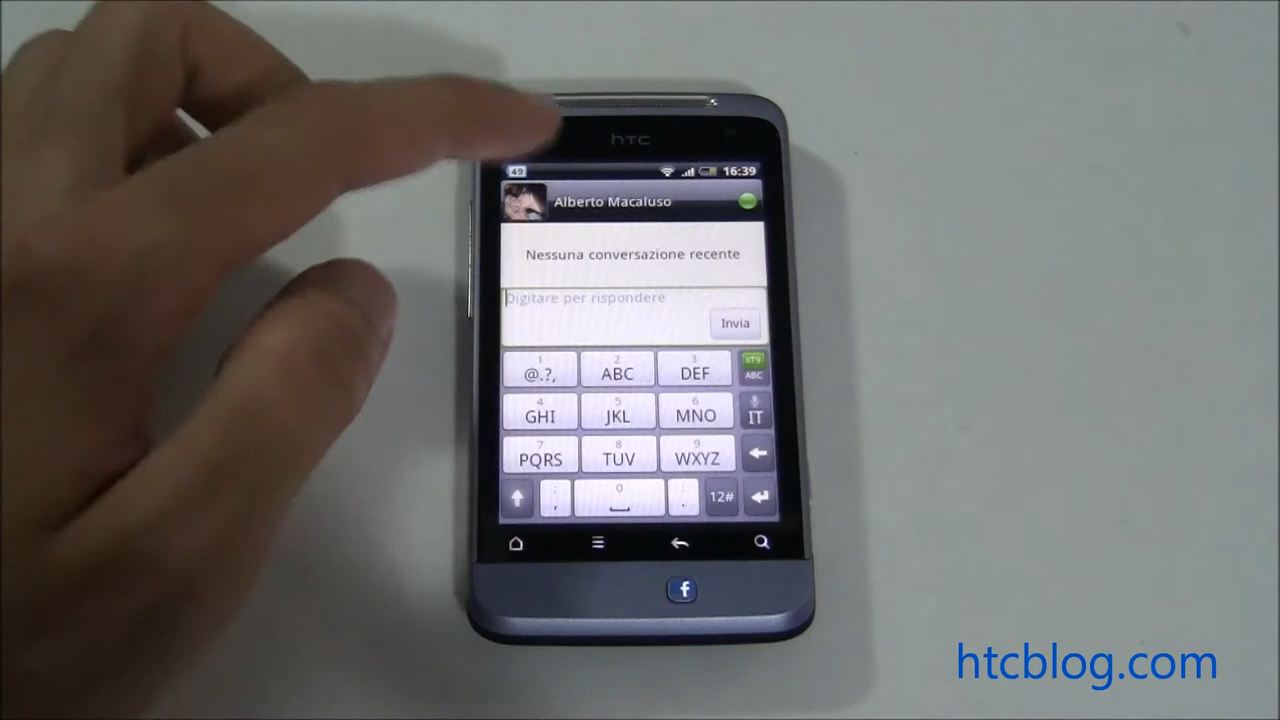 hTC
49
16:39
Alberto Macaluso
Nessuna conversazione recente
Digitare per rispondere
Invia
1
@.?,
2
ABC
3
DEF
XT9
ABC
4
GHI
5
JKL
6
MNO
IT
7
PQRS
8
TUV
9
WXYZ
0
12#
f
htcblog.com